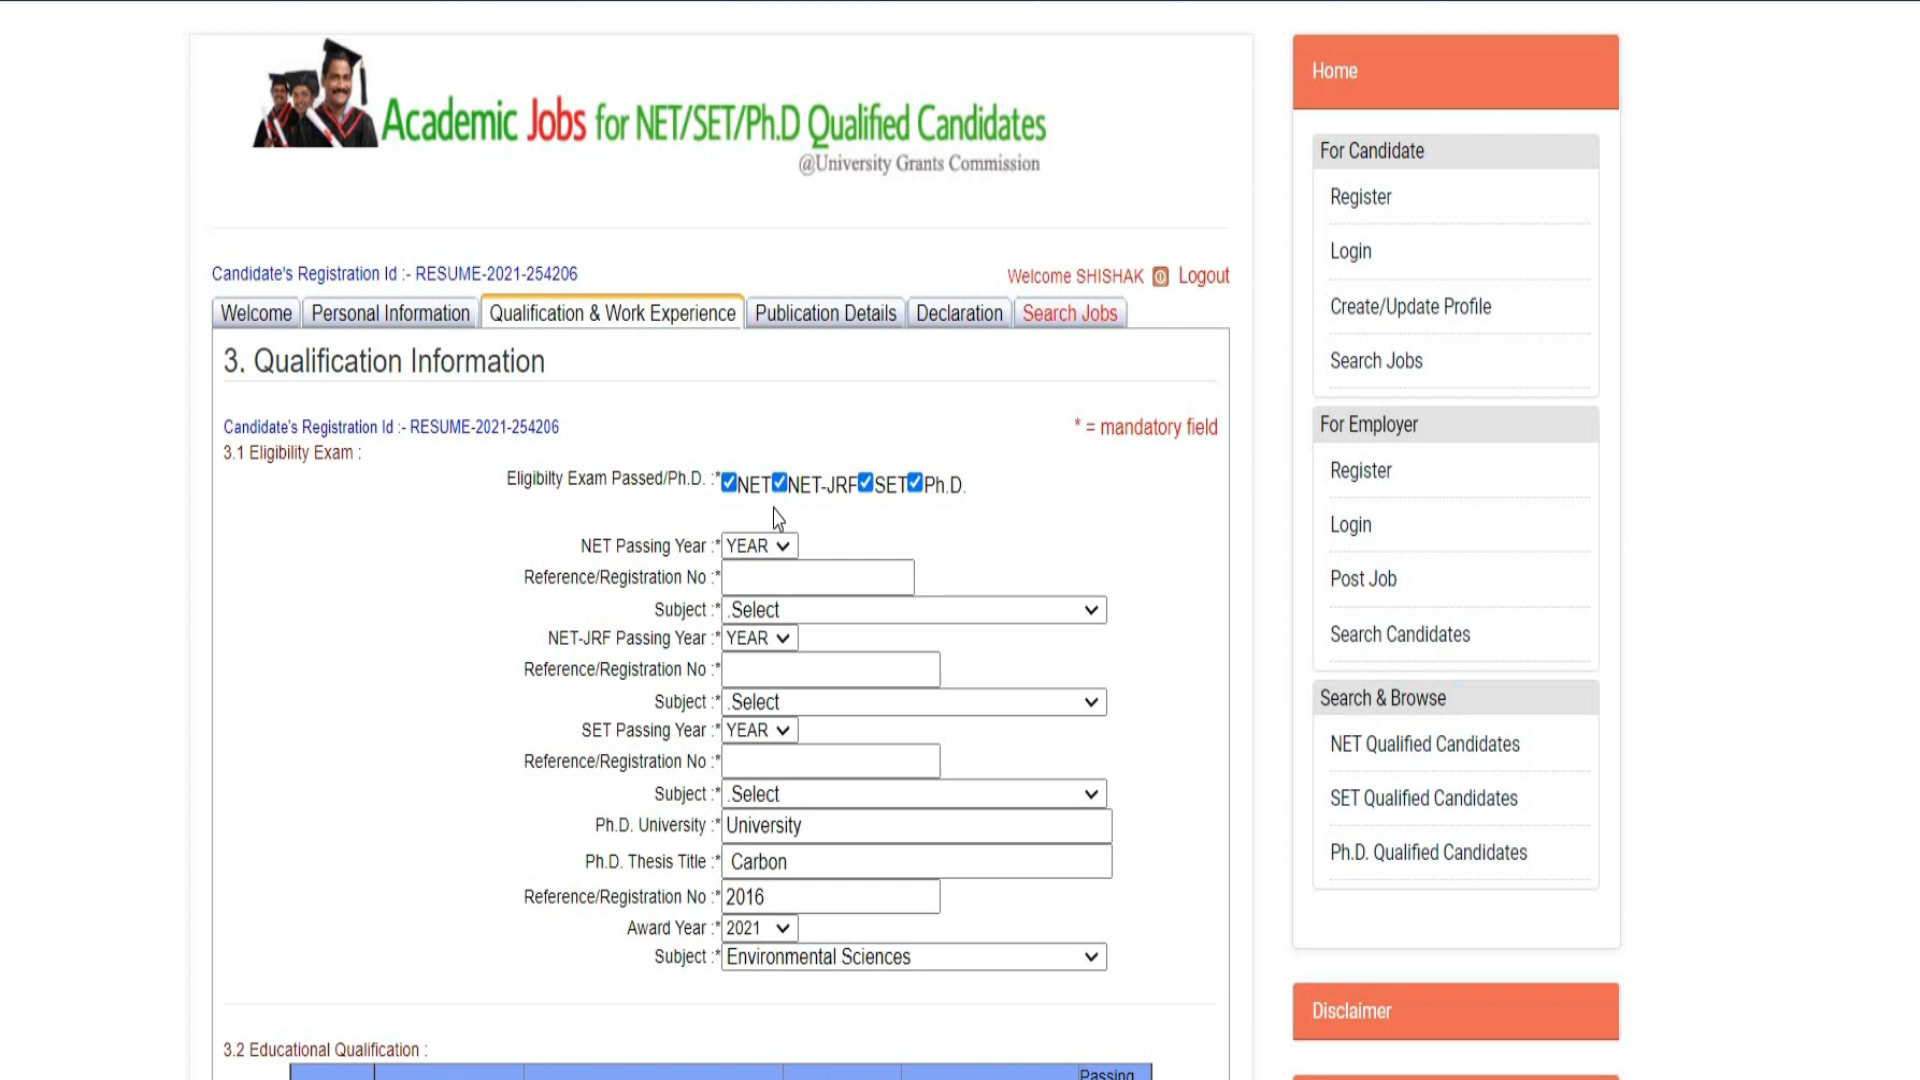 Academic Jobs for NET/SET/Ph.D Qualified Candidates
@University Grants Commission
Candidate's Registration Id :- RESUME-2021-254206
Welcome SHISHAK Logout
Welcome Personal Information Qualification & Work Experience Publication Details Declaration Search Jobs
3. Qualification Information
Candidate's Registration Id :- RESUME-2021-254206
* = mandatory field
3.1 Eligibility Exam :
Eligibilty Exam Passed/Ph.D. :* NET NET-JRF SET Ph.D.
NET Passing Year :* YEAR
Reference/Registration No :*
Subject :* .Select
NET-JRF Passing Year :* YEAR
Reference/Registration No :*
Subject :* .Select
SET Passing Year :* YEAR
Reference/Registration No :*
Subject :* .Select
Ph.D. University :* University
Ph.D. Thesis Title :* Carbon
Reference/Registration No :* 2016
Award Year :* 2021
Subject :* Environmental Sciences
3.2 Educational Qualification :
Passing
Home
For Candidate
Register
Login
Create/Update Profile
Search Jobs
For Employer
Register
Login
Post Job
Search Candidates
Search & Browse
NET Qualified Candidates
SET Qualified Candidates
Ph.D. Qualified Candidates
Disclaimer